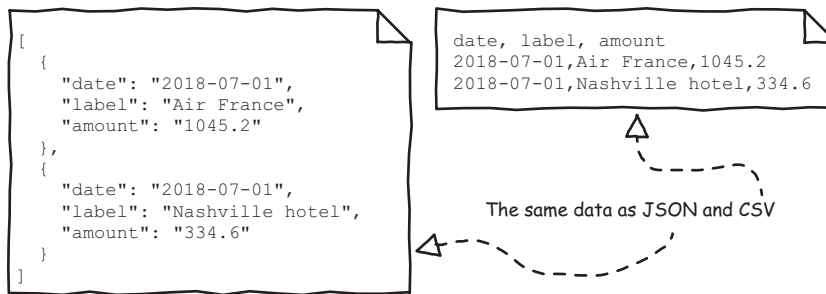 [
  {
    "date": "2018-07-01",
    "label": "Air France",
    "amount": "1045.2"
  },
  {
    "date": "2018-07-01",
    "label": "Nashville hotel",
    "amount": "334.6"
  }
]
date, label, amount
2018-07-01,Air France,1045.2
2018-07-01,Nashville hotel,334.6
The same data as JSON and CSV